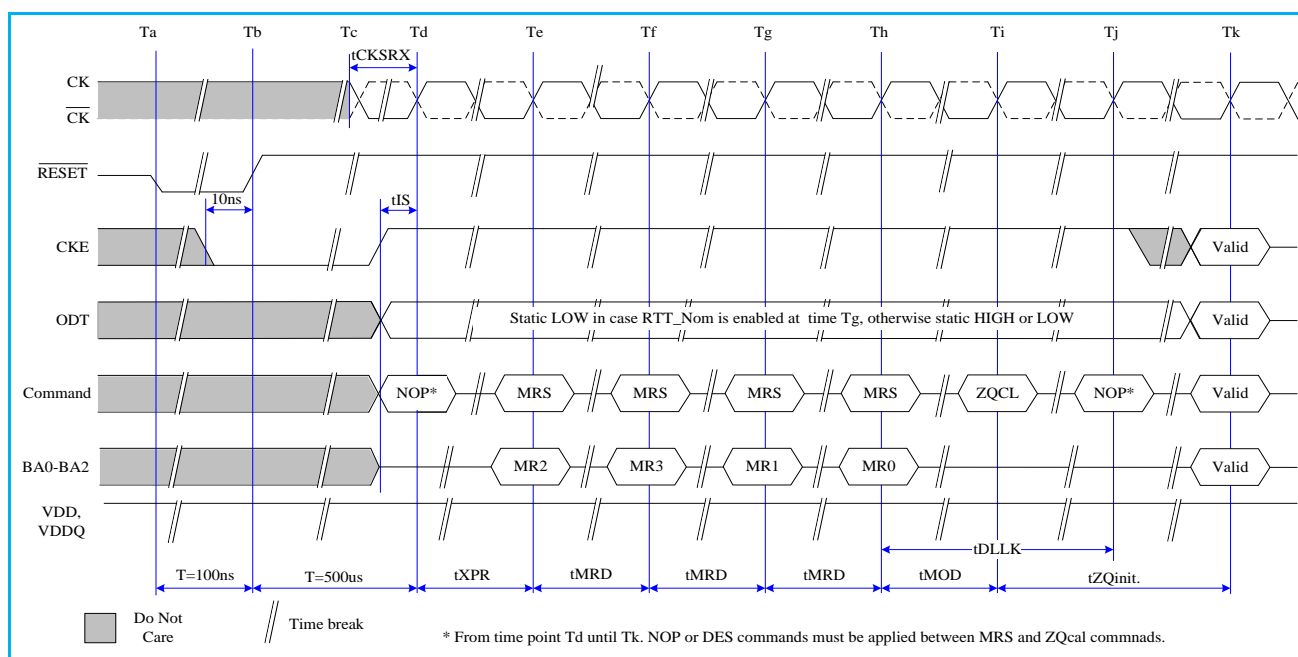 Ta Tb Tc Td Te Tf Tg Th Ti Tj Tk
tCKSRX
CK
CK
RESET
10ns
tIS
CKE
Valid
ODT
Static LOW in case RTT_Nom is enabled at time Tg, otherwise static HIGH or LOW
Valid
Command
NOP* MRS MRS MRS MRS ZQCL NOP* Valid
BA0-BA2
MR2 MR3 MR1 MR0 Valid
VDD,
VDDQ
tDLLK
T=100ns T=500us tXPR tMRD tMRD tMRD tMOD tZQinit.
Do Not
Care
Time break
* From time point Td until Tk. NOP or DES commands must be applied between MRS and ZQcal commnads.